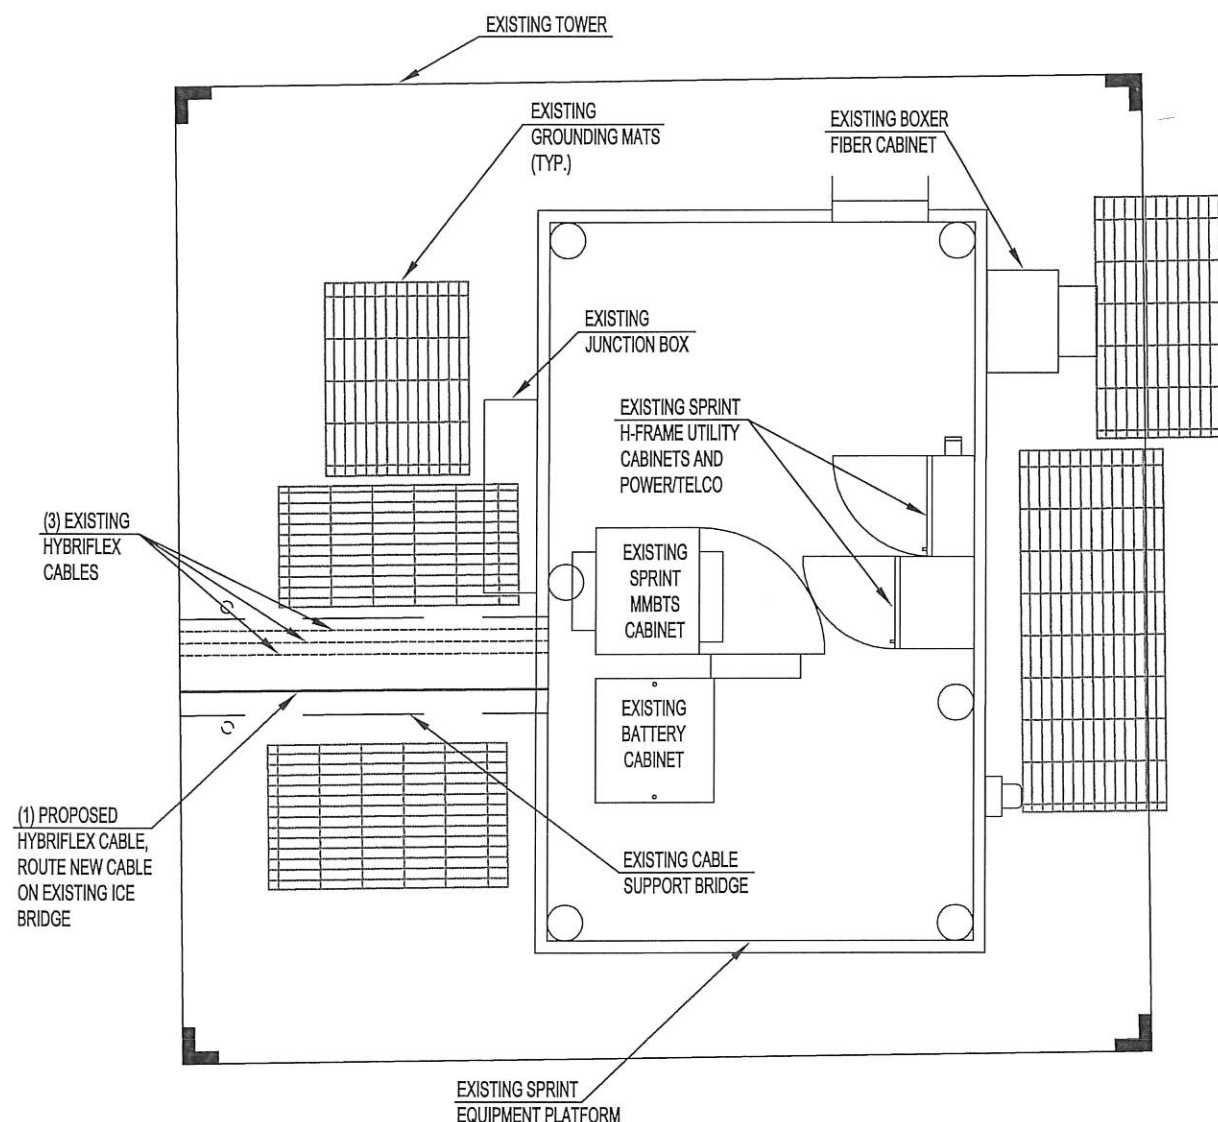 EXISTING TOWER
EXISTING
GROUNDING MATS
(TYP.)
EXISTING BOXER
FIBER CABINET
EXISTING
JUNCTION BOX
EXISTING SPRINT
H-FRAME UTILITY
CABINETS AND
POWER/TELCO
(3) EXISTING
HYBRIFLEX
CABLES
EXISTING
SPRINT
MMBTS
CABINET
EXISTING
BATTERY
CABINET
(1) PROPOSED
HYBRIFLEX CABLE,
ROUTE NEW CABLE
ON EXISTING ICE
BRIDGE
EXISTING CABLE
SUPPORT BRIDGE
EXISTING SPRINT
EQUIPMENT PLATFORM